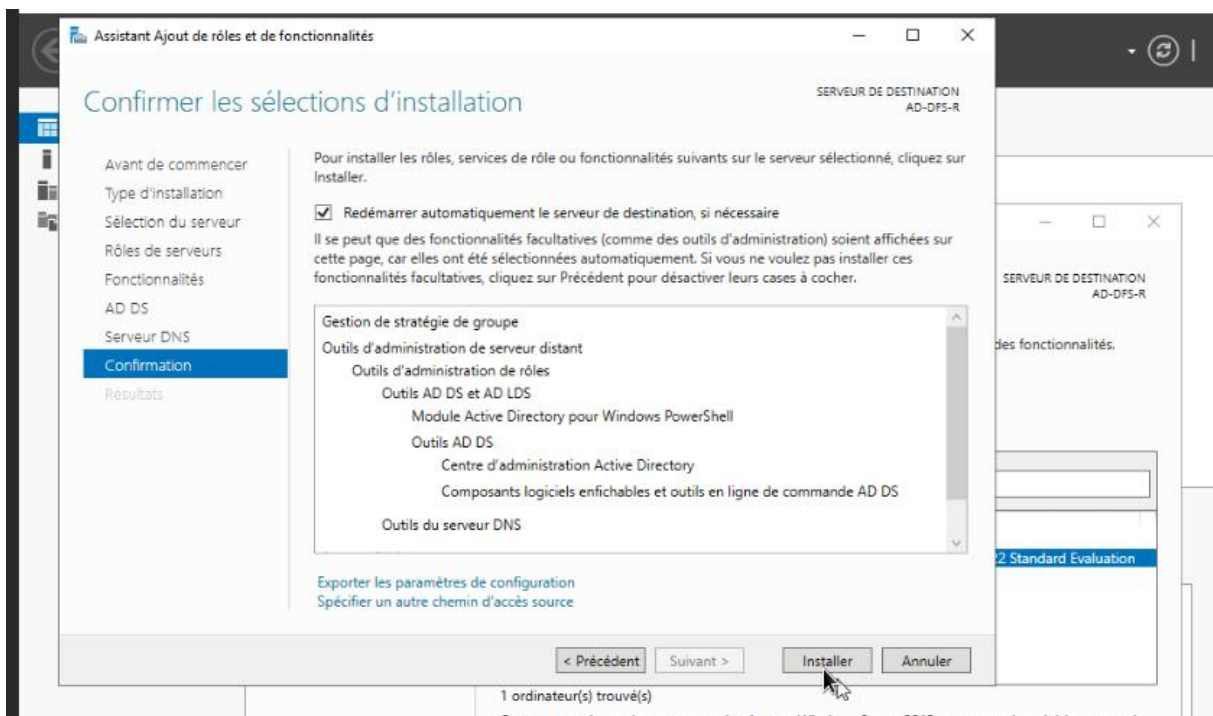 Assistant Ajout de rôles et de fonctionnalités
Confirmer les sélections d'installation
SERVEUR DE DESTINATION
AD-DFS-R
Avant de commencer
Type d'installation
Sélection du serveur
Rôles de serveurs
Fonctionnalités
AD DS
Serveur DNS
Confirmation
Résultats
Pour installer les rôles, services de rôle ou fonctionnalités suivants sur le serveur sélectionné, cliquez sur
Installer.
Redémarrer automatiquement le serveur de destination, si nécessaire
Il se peut que des fonctionnalités facultatives (comme des outils d'administration) soient affichées sur
cette page, car elles ont été sélectionnées automatiquement. Si vous ne voulez pas installer ces
fonctionnalités facultatives, cliquez sur Précédent pour désactiver leurs cases à cocher.
Gestion de stratégie de groupe
Outils d'administration de serveur distant
Outils d'administration de rôles
Outils AD DS et AD LDS
Module Active Directory pour Windows PowerShell
Outils AD DS
Centre d'administration Active Directory
Composants logiciels enfichables et outils en ligne de commande AD DS
Outils du serveur DNS
Exporter les paramètres de configuration
Spécifier un autre chemin d'accès source
< Précédent
Suivant >
Installer
Annuler
SERVEUR DE DESTINATION
AD-DFS-R
des fonctionnalités.
22 Standard Evaluation
1 ordinateur(s) trouvé(s)